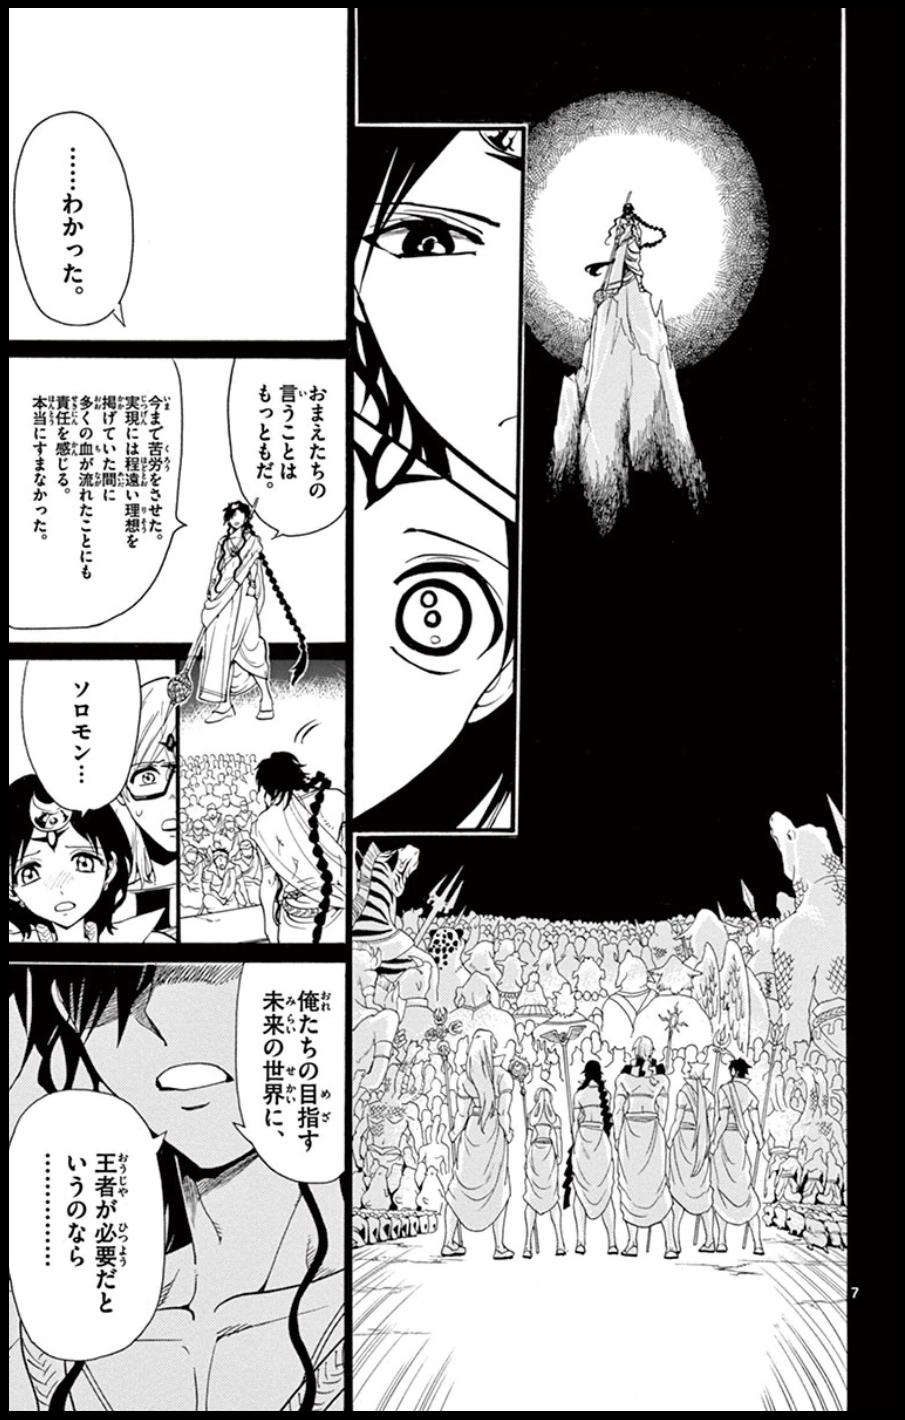 ……わかった。
おまえたちの
言うことは
もっともだ。
今まで苦労をさせた。
実現には程遠い理想を
掲げていた間に
多くの血が流れたことにも
責任を感じる。
本当にすまなかった。
ソロモン…
俺たちの目指す
未来の世界に、
王者が必要だと
いうのなら
……………
7